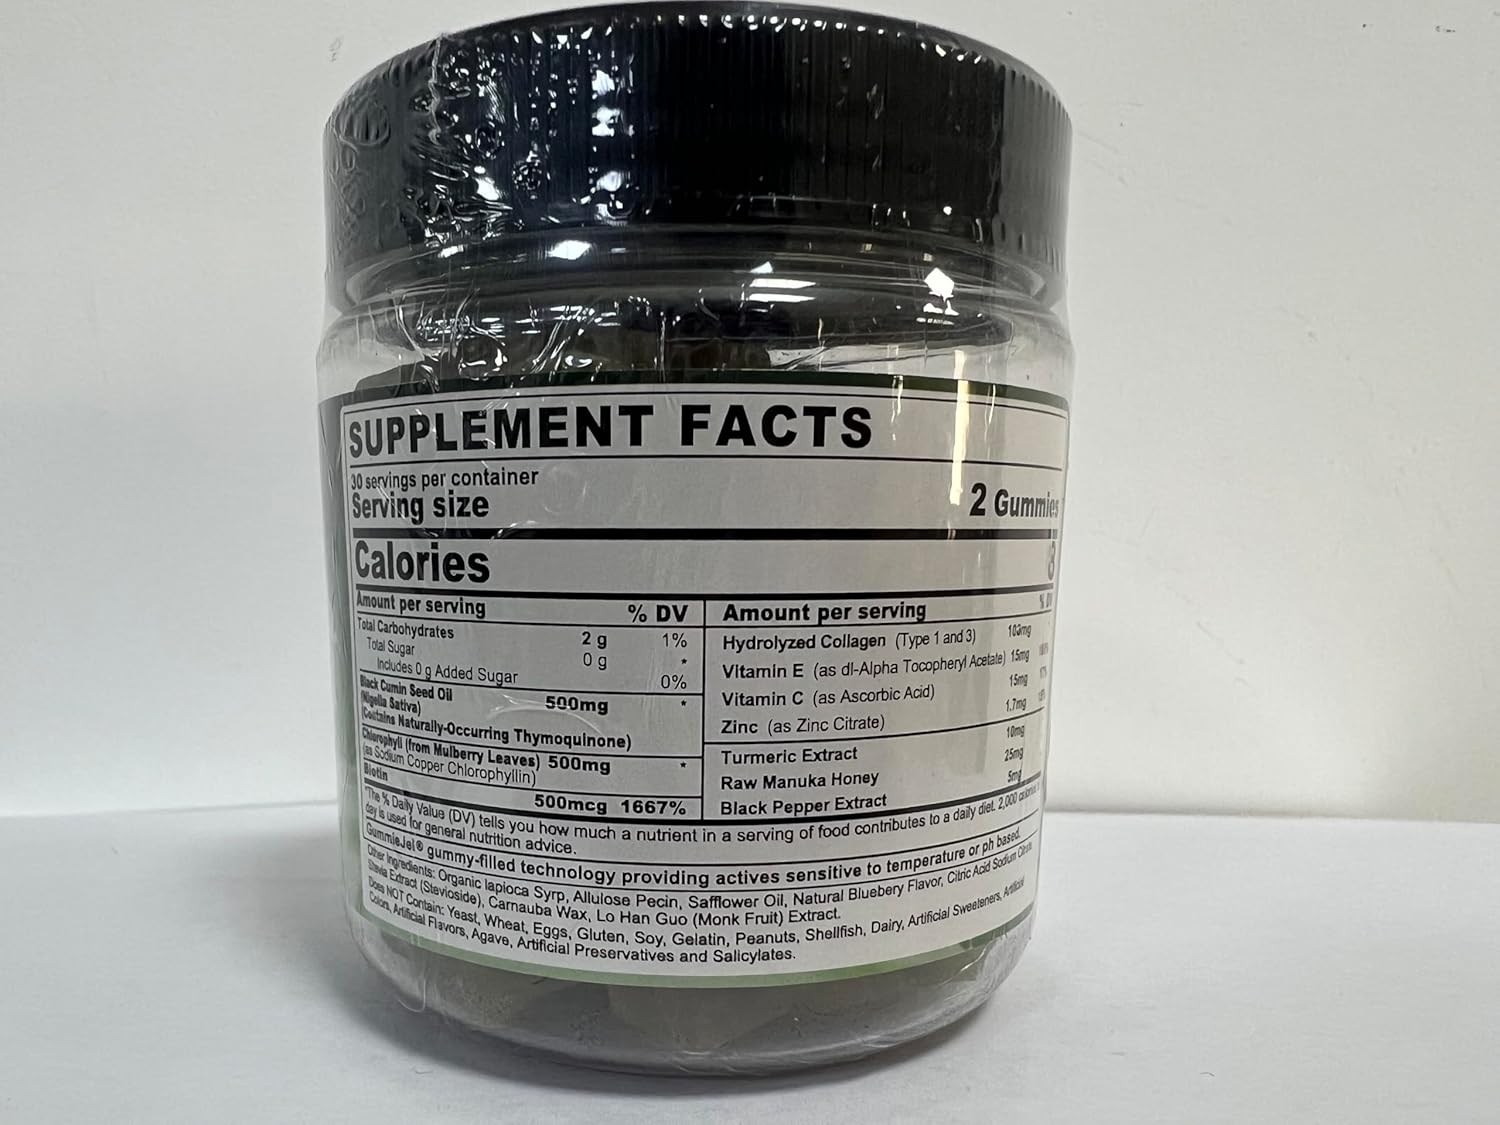 SUPPLEMENT FACTS
30 servings per container
Serving size 2 Gummies
Calories 8
Amount per serving % DV
Total Carbohydrates 2 g 1%
Total Sugar 0 g *
Includes 0 g Added Sugar 0%
Black Cumin Seed Oil 500mg *
(Nigella Sativa)
(Contains Naturally-Occurring Thymoquinone)
Chlorophyll (from Mulberry Leaves) 500mg *
(as Sodium Copper Chlorophyllin)
Biotin 500mcg 1667%
Amount per serving % DV
Hydrolyzed Collagen (Type 1 and 3)
Vitamin E (as dl-Alpha Tocopheryl Acetate) 15mg
Vitamin C (as Ascorbic Acid) 15mg
Zinc (as Zinc Citrate) 1.7mg
Turmeric Extract 10mg
Raw Manuka Honey 25mg
Black Pepper Extract 5mg
*The % Daily Value (DV) tells you how much a nutrient in a serving of food contributes to a daily diet. 2,000 calories a
day is used for general nutrition advice.
GummieJel® gummy-filled technology providing actives sensitive to temperature or ph based.
Other Ingredients: Organic Iapioca Syrp, Allulose Pecin, Safflower Oil, Natural Bluebery Flavor, Citric Acid Sodium Citrate
Stevia Extract (Stevioside), Carnauba Wax, Lo Han Guo (Monk Fruit) Extract.
Does NOT Contain: Yeast, Wheat, Eggs, Gluten, Soy, Gelatin, Peanuts, Shellfish, Dairy, Artificial Sweeteners, Artificial
Colors, Artificial Flavors, Agave, Artificial Preservatives and Salicylates.